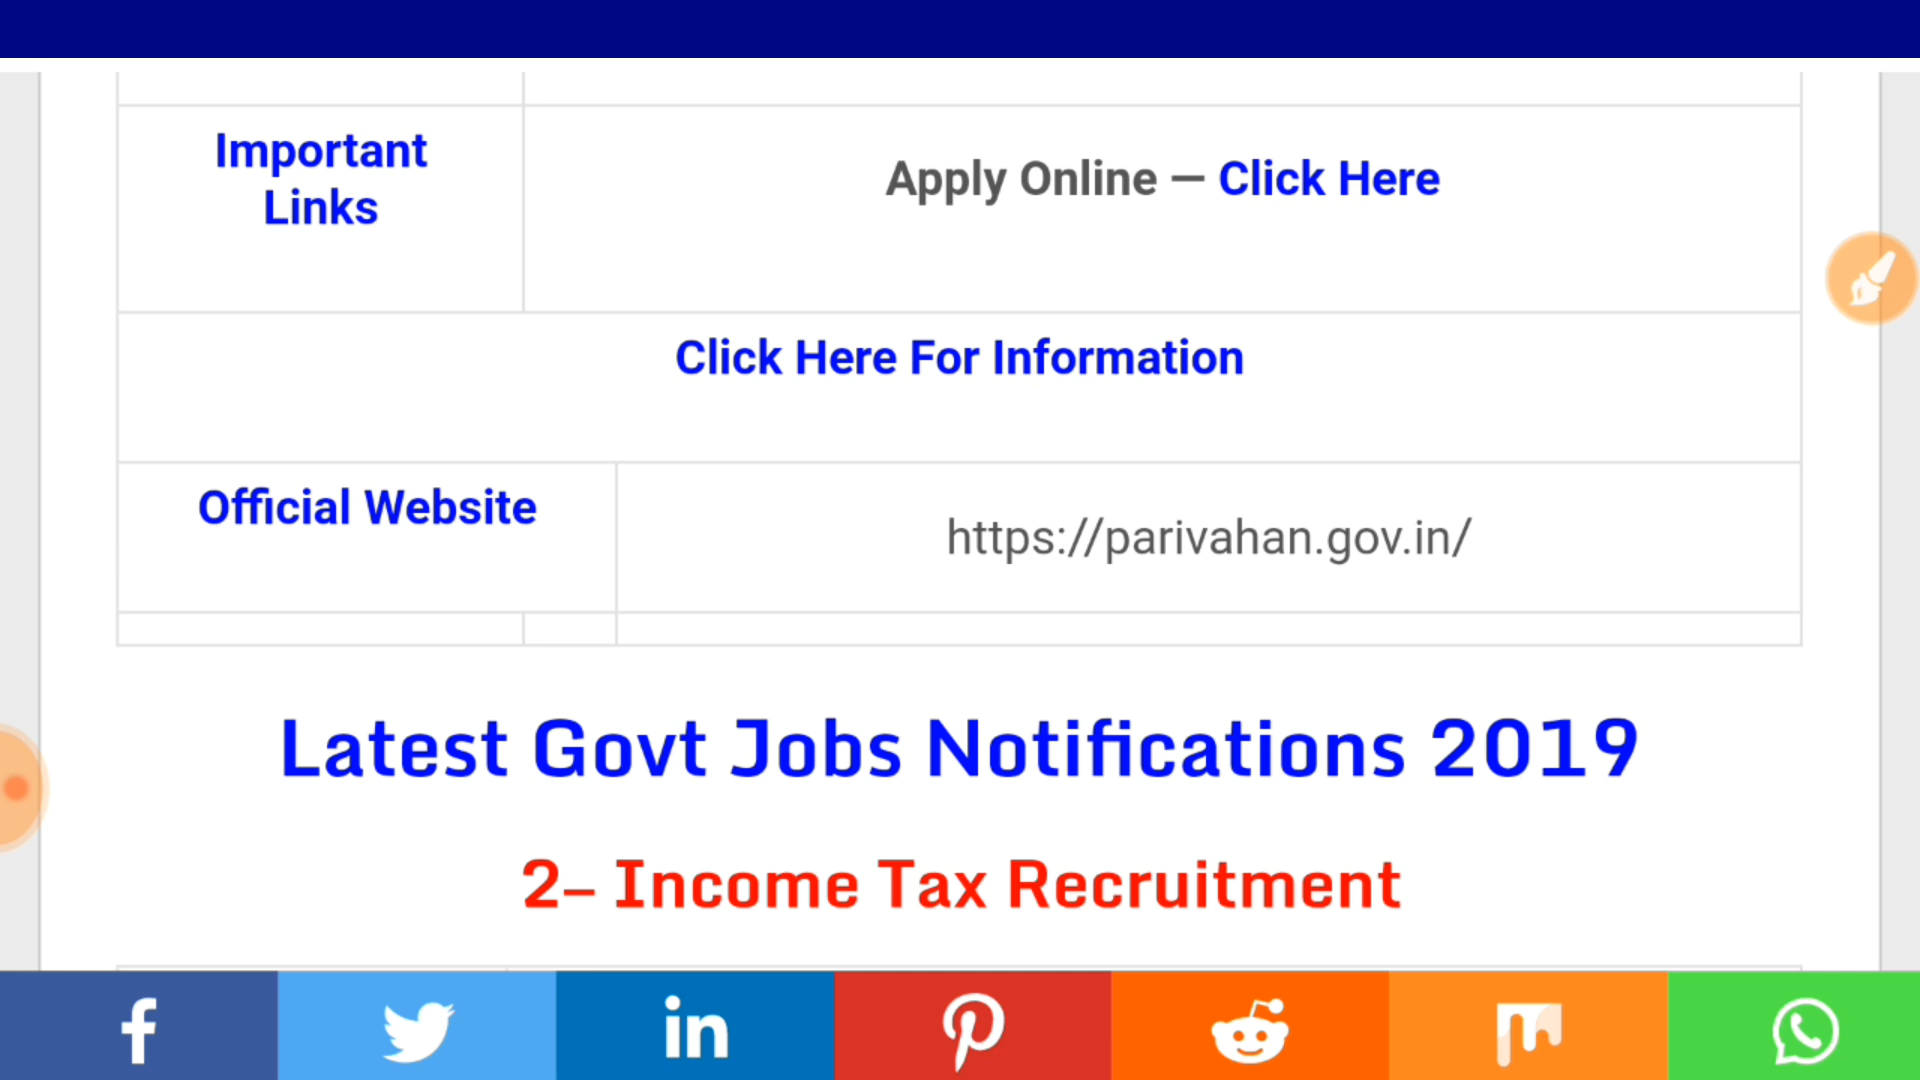 Important
Links
Apply Online — Click Here
Click Here For Information
Official Website
https://parivahan.gov.in/
Latest Govt Jobs Notifications 2019
2– Income Tax Recruitment